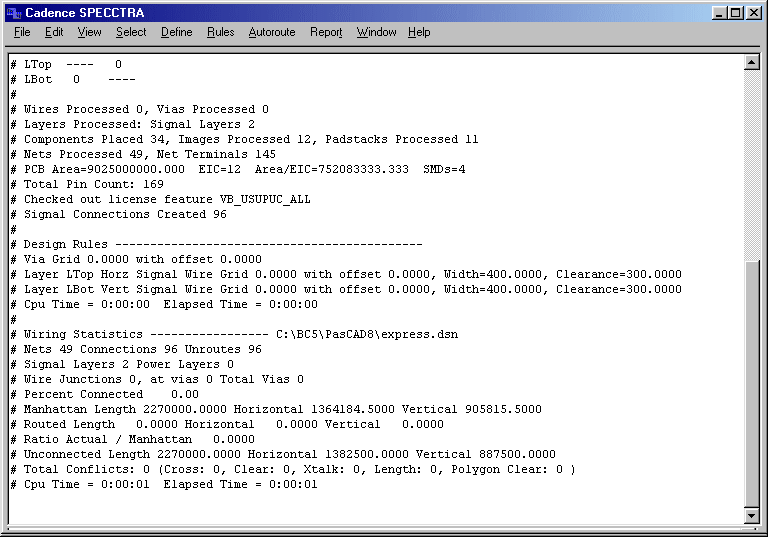 Cadence SPECCTRA
File Edit View Select Define Rules Autoroute Report Window Help
# LTop  ----   0
# LBot   0    ----
#
# Wires Processed 0, Vias Processed 0
# Layers Processed: Signal Layers 2
# Components Placed 34, Images Processed 12, Padstacks Processed 11
# Nets Processed 49, Net Terminals 145
# PCB Area=9025000000.000  EIC=12  Area/EIC=752083333.333  SMDs=4
# Total Pin Count: 169
# Checked out license feature VB_USUPUC_ALL
# Signal Connections Created 96
#
# Design Rules --------------------------------------------
# Via Grid 0.0000 with offset 0.0000
# Layer LTop Horz Signal Wire Grid 0.0000 with offset 0.0000, Width=400.0000, Clearance=300.0000
# Layer LBot Vert Signal Wire Grid 0.0000 with offset 0.0000, Width=400.0000, Clearance=300.0000
# Cpu Time = 0:00:00  Elapsed Time = 0:00:00
#
# Wiring Statistics ----------------- C:\BC5\PasCAD8\express.dsn
# Nets 49 Connections 96 Unroutes 96
# Signal Layers 2 Power Layers 0
# Wire Junctions 0, at vias 0 Total Vias 0
# Percent Connected    0.00
# Manhattan Length 2270000.0000 Horizontal 1364184.5000 Vertical 905815.5000
# Routed Length   0.0000 Horizontal   0.0000 Vertical   0.0000
# Ratio Actual / Manhattan   0.0000
# Unconnected Length 2270000.0000 Horizontal 1382500.0000 Vertical 887500.0000
# Total Conflicts: 0 (Cross: 0, Clear: 0, Xtalk: 0, Length: 0, Polygon Clear: 0 )
# Cpu Time = 0:00:01  Elapsed Time = 0:00:01